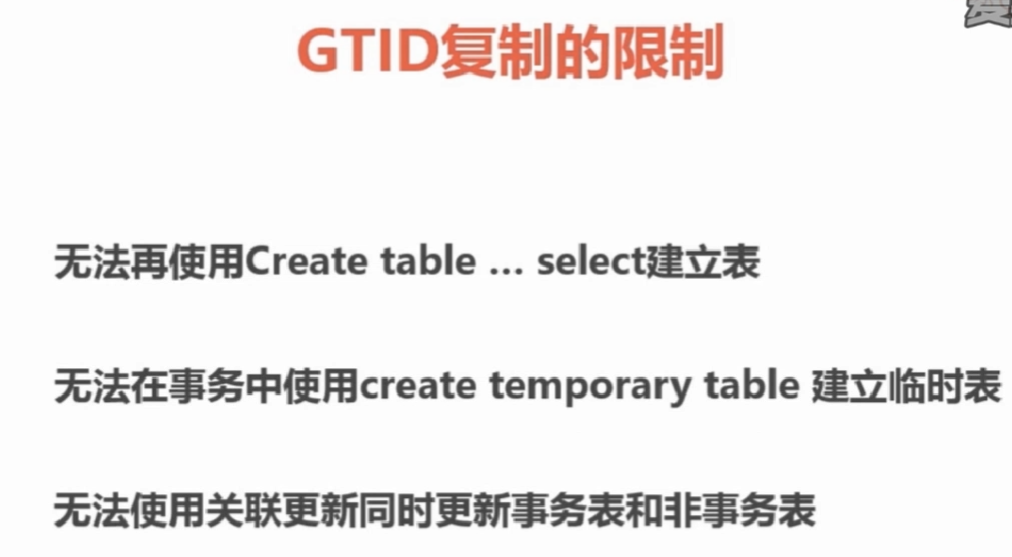 GTID复制的限制
无法再使用Create table ... select建立表
无法在事务中使用create temporary table 建立临时表
无法使用关联更新同时更新事务表和非事务表